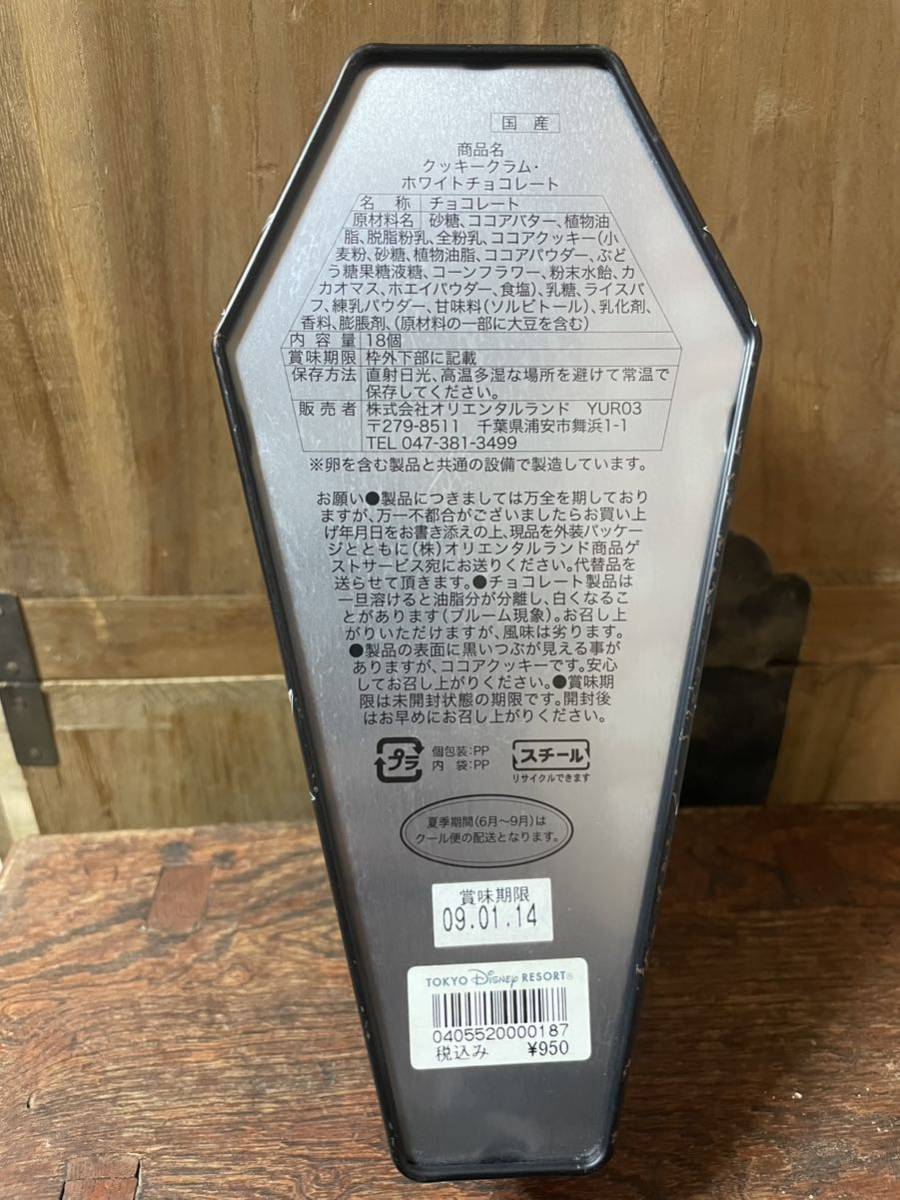 国 産
商品名
クッキークラム・
ホワイトチョコレート
名 称 チョコレート
原材料名 砂糖、ココアバター、植物油
脂、脱脂粉乳、全粉乳、ココアクッキー(小
麦粉、砂糖、植物油脂、ココアパウダー、ぶど
う糖果糖液糖、コーンフラワー、粉末水飴、カ
カオマス、ホエイパウダー、食塩)、乳糖、ライスパ
フ、練乳パウダー、甘味料(ソルビトール)、乳化剤、
香料、膨脹剤、(原材料の一部に大豆を含む)
内 容 量 18個
賞味期限 枠外下部に記載
保存方法 直射日光、高温多湿な場所を避けて常温で
保存してください。
販 売 者 株式会社オリエンタルランド YUR03
〒279-8511 千葉県浦安市舞浜1-1
TEL 047-381-3499
※卵を含む製品と共通の設備で製造しています。
お願い●製品につきましては万全を期しており
ますが、万一不都合がございましたらお買い上
げ年月日をお書き添えの上、現品を外装パッケー
ジとともに(株)オリエンタルランド商品ゲ
ストサービス宛にお送りください。代替品を
送らせて頂きます。●チョコレート製品は
一旦溶けると油脂分が分離し、白くなるこ
とがあります(ブルーム現象)。お召し上
がりいただけますが、風味は劣ります。
●製品の表面に黒いつぶが見える事が
ありますが、ココアクッキーです。安心
してお召し上がりください。●賞味期
限は未開封状態の期限です。開封後
はお早めにお召し上がりください。
プラ 個包装:PP
内 袋:PP
スチール
リサイクルできます
夏季期間(6月〜9月)は
クール便の配送となります。
賞味期限
09.01.14
TOKYO Disney RESORT®
0405520000187
税込み ¥950